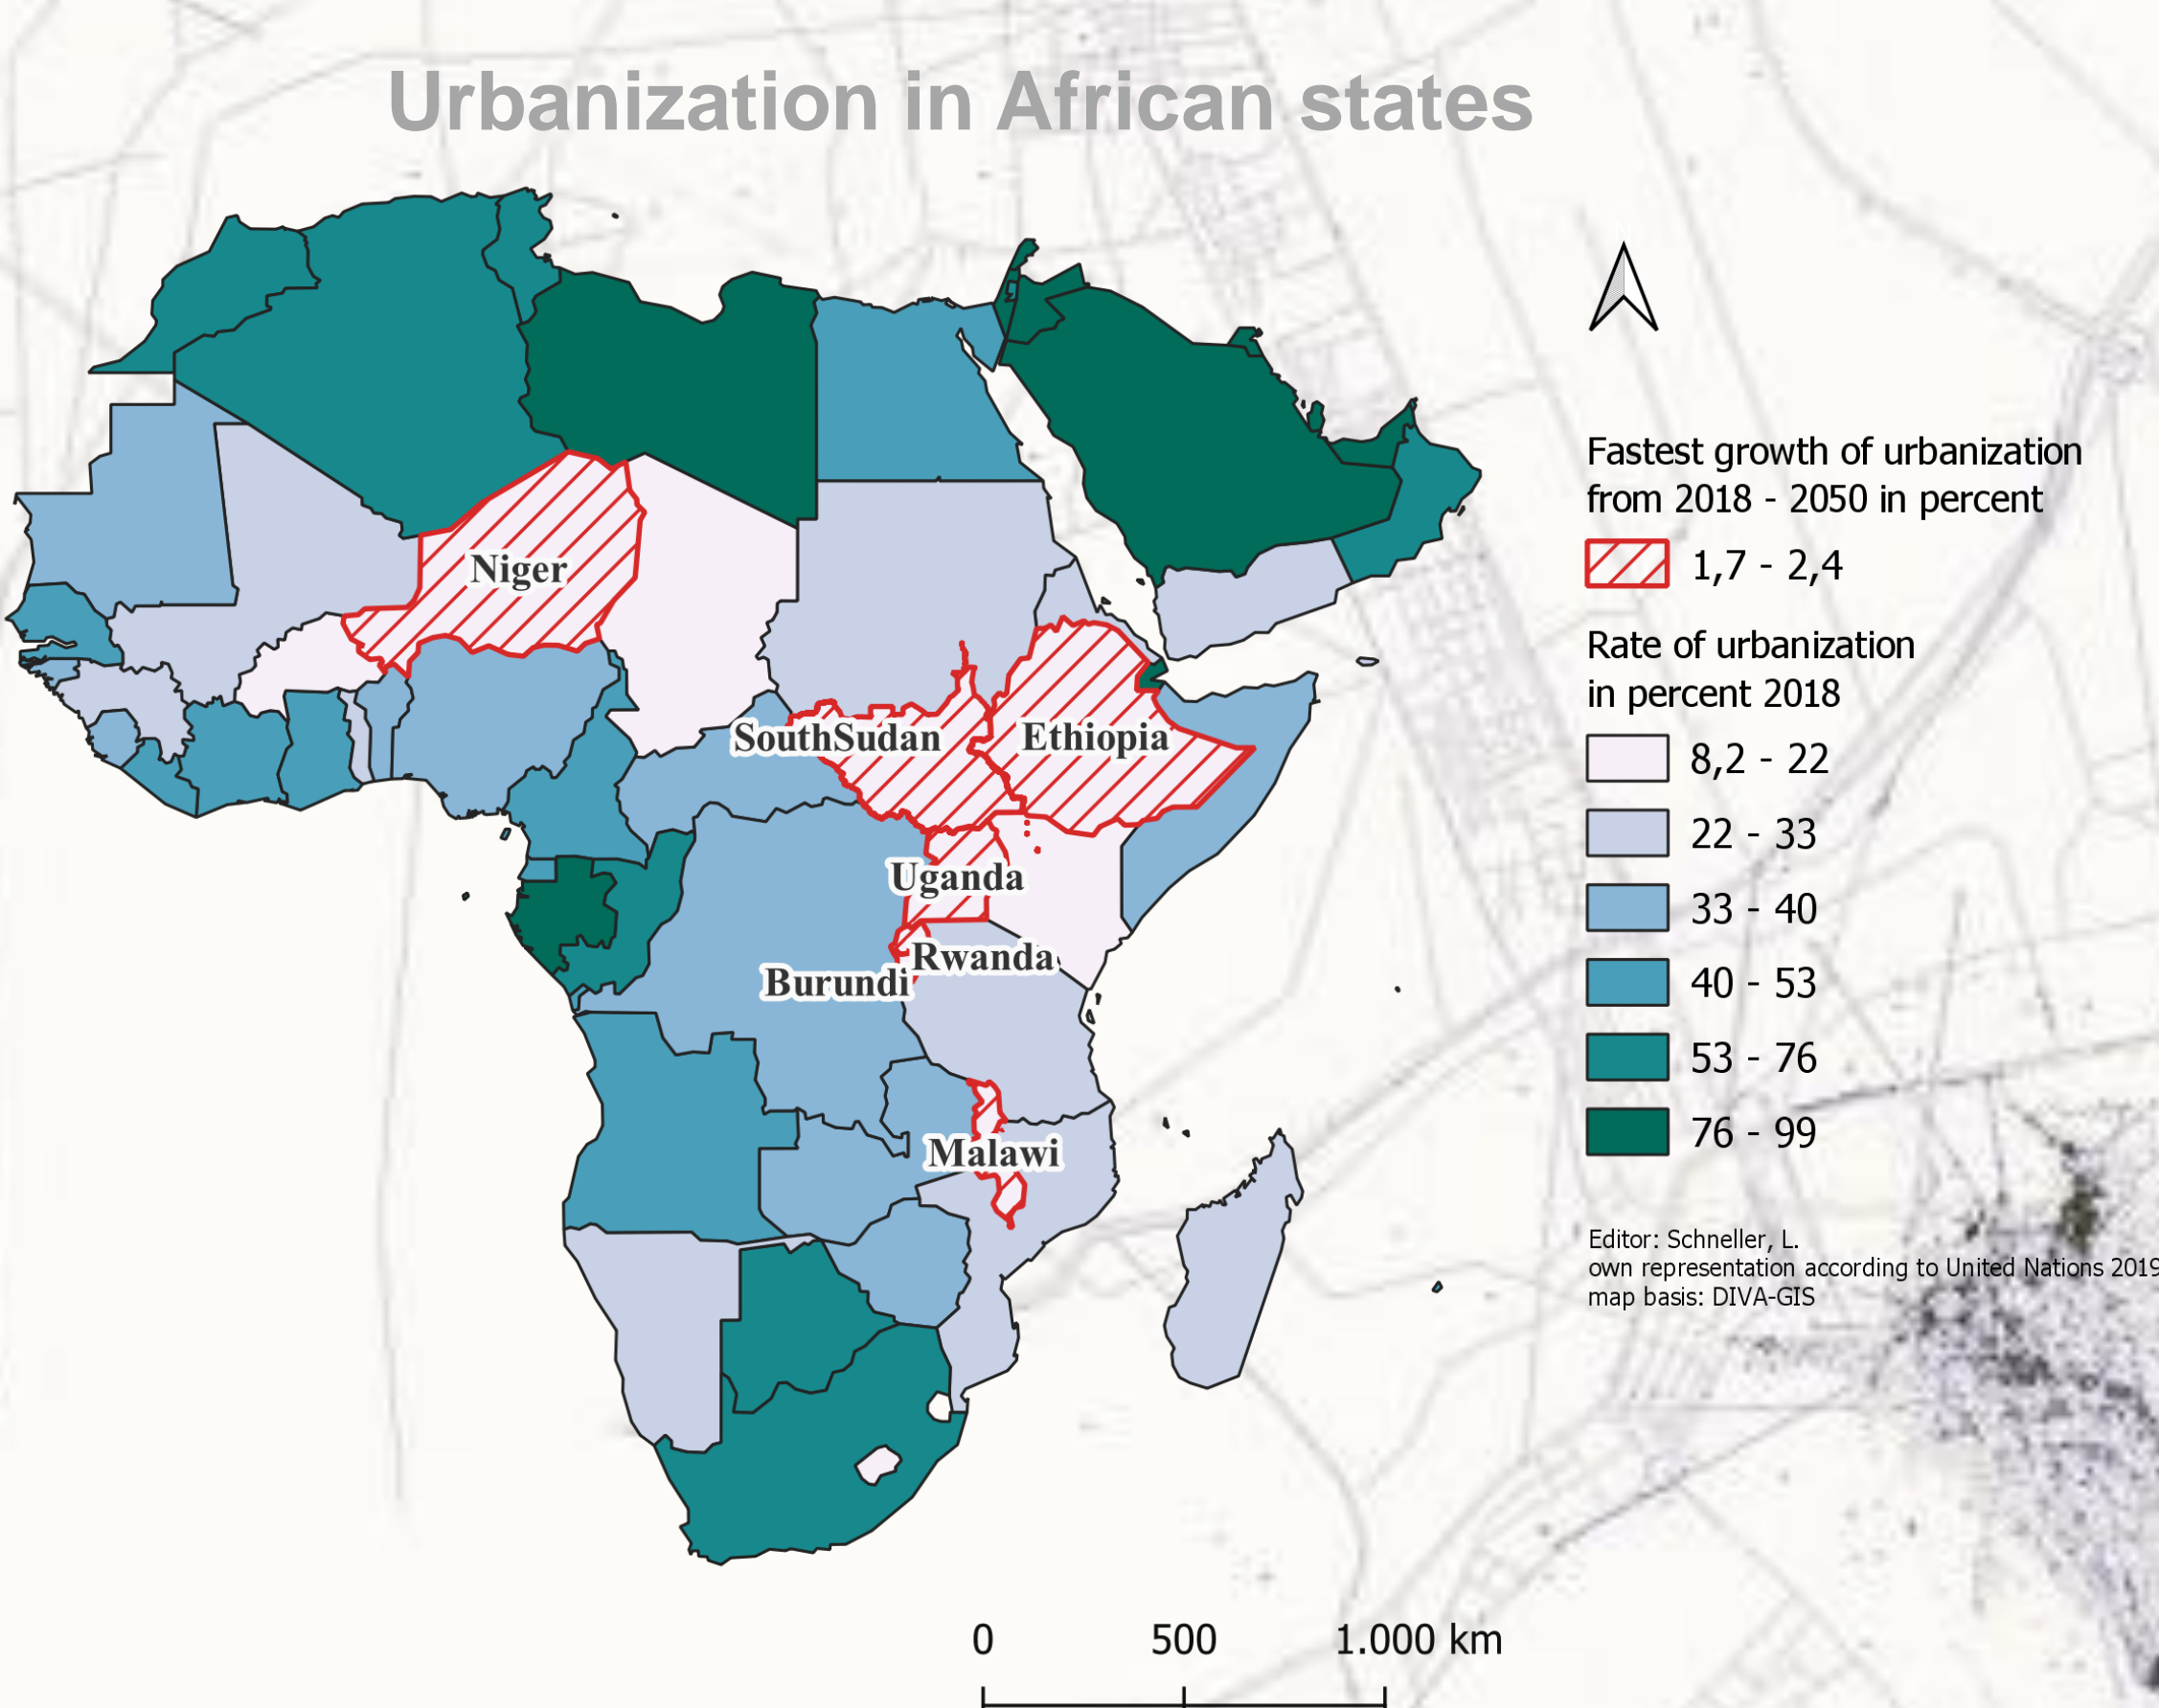 Urbanization in African states
Fastest growth of urbanization
from 2018 - 2050 in percent
1,7 - 2,4
Rate of urbanization
in percent 2018
8,2 - 22
22 - 33
33 - 40
40 - 53
53 - 76
76 - 99
Editor: Schneller, L.
own representation according to United Nations 2019
map basis: DIVA-GIS
Niger
SouthSudan
Ethiopia
Uganda
Rwanda
Burundi
Malawi
0 500 1.000 km